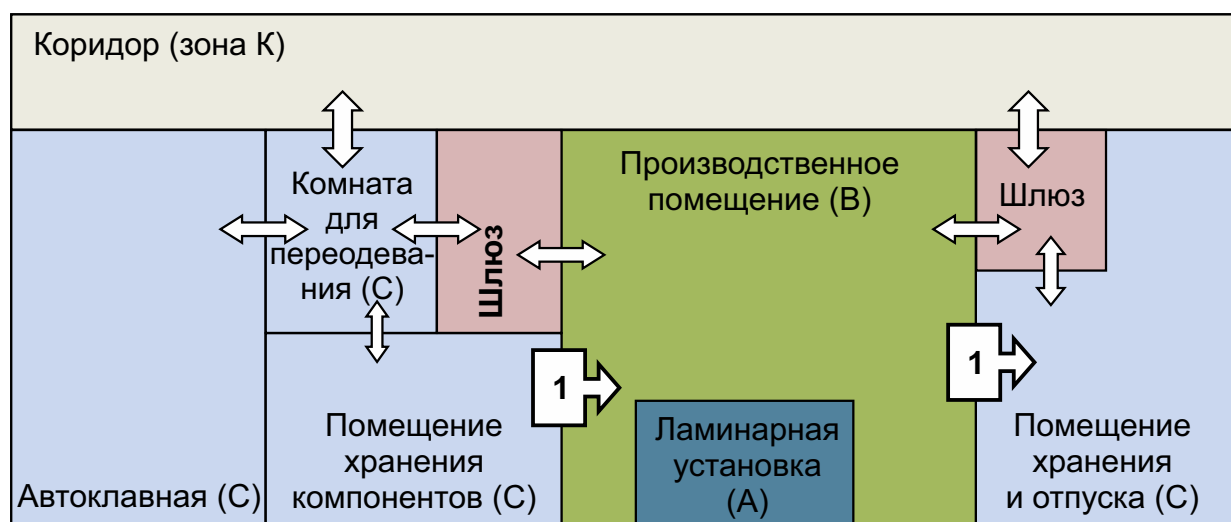 Коридор (зона К)
Комната
для
переодева-
ния (С)
Шлюз
Производственное
помещение (В)
Шлюз
1
1
Помещение
хранения
компонентов (С)
Автоклавная (С)
Ламинарная
установка
(А)
Помещение
хранения
и отпуска (С)